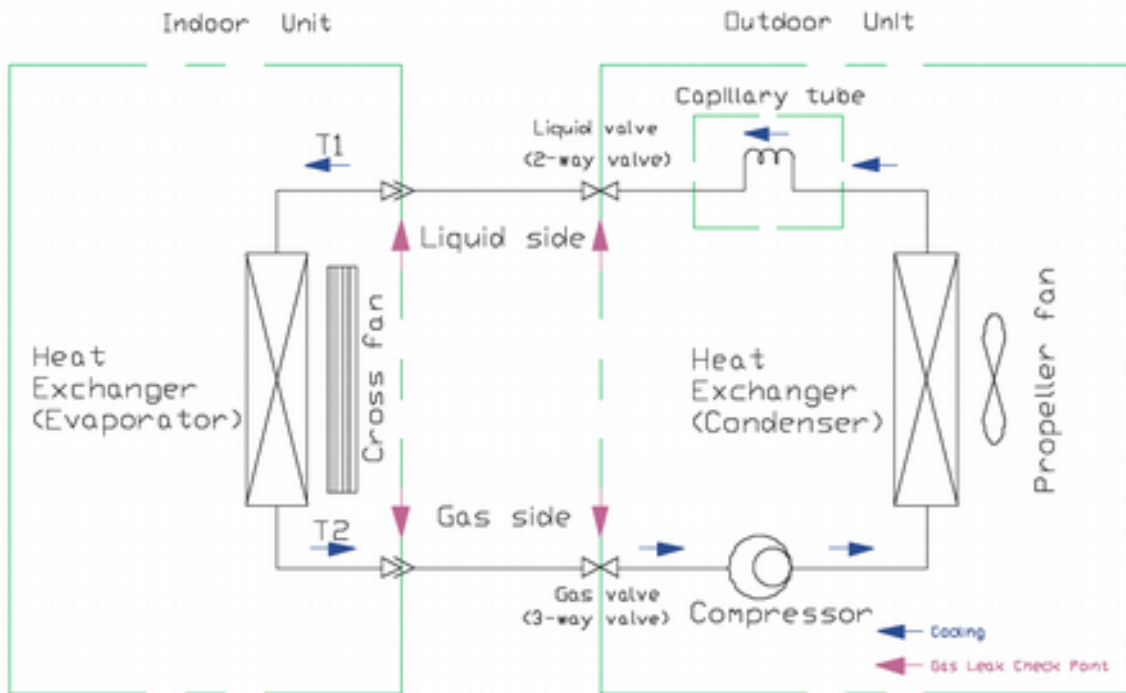 Indoor Unit
Outdoor Unit
Capillary tube
T1
Liquid valve
(2-way valve)
Liquid side
Heat
Exchanger
(Evaporator)
Cross fan
Heat
Exchanger
(Condenser)
Propeller fan
T2
Gas side
Gas valve
(3-way valve)
Compressor
Cooling
Gas Leak Check Point